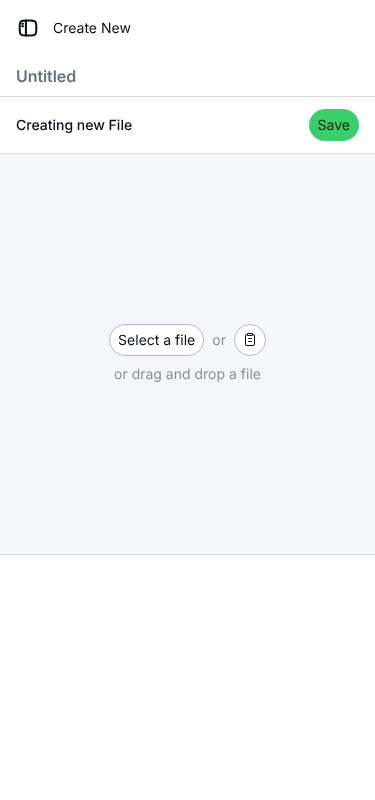 Create New
Untitled
Creating new File
Save
Select a file or
or drag and drop a file